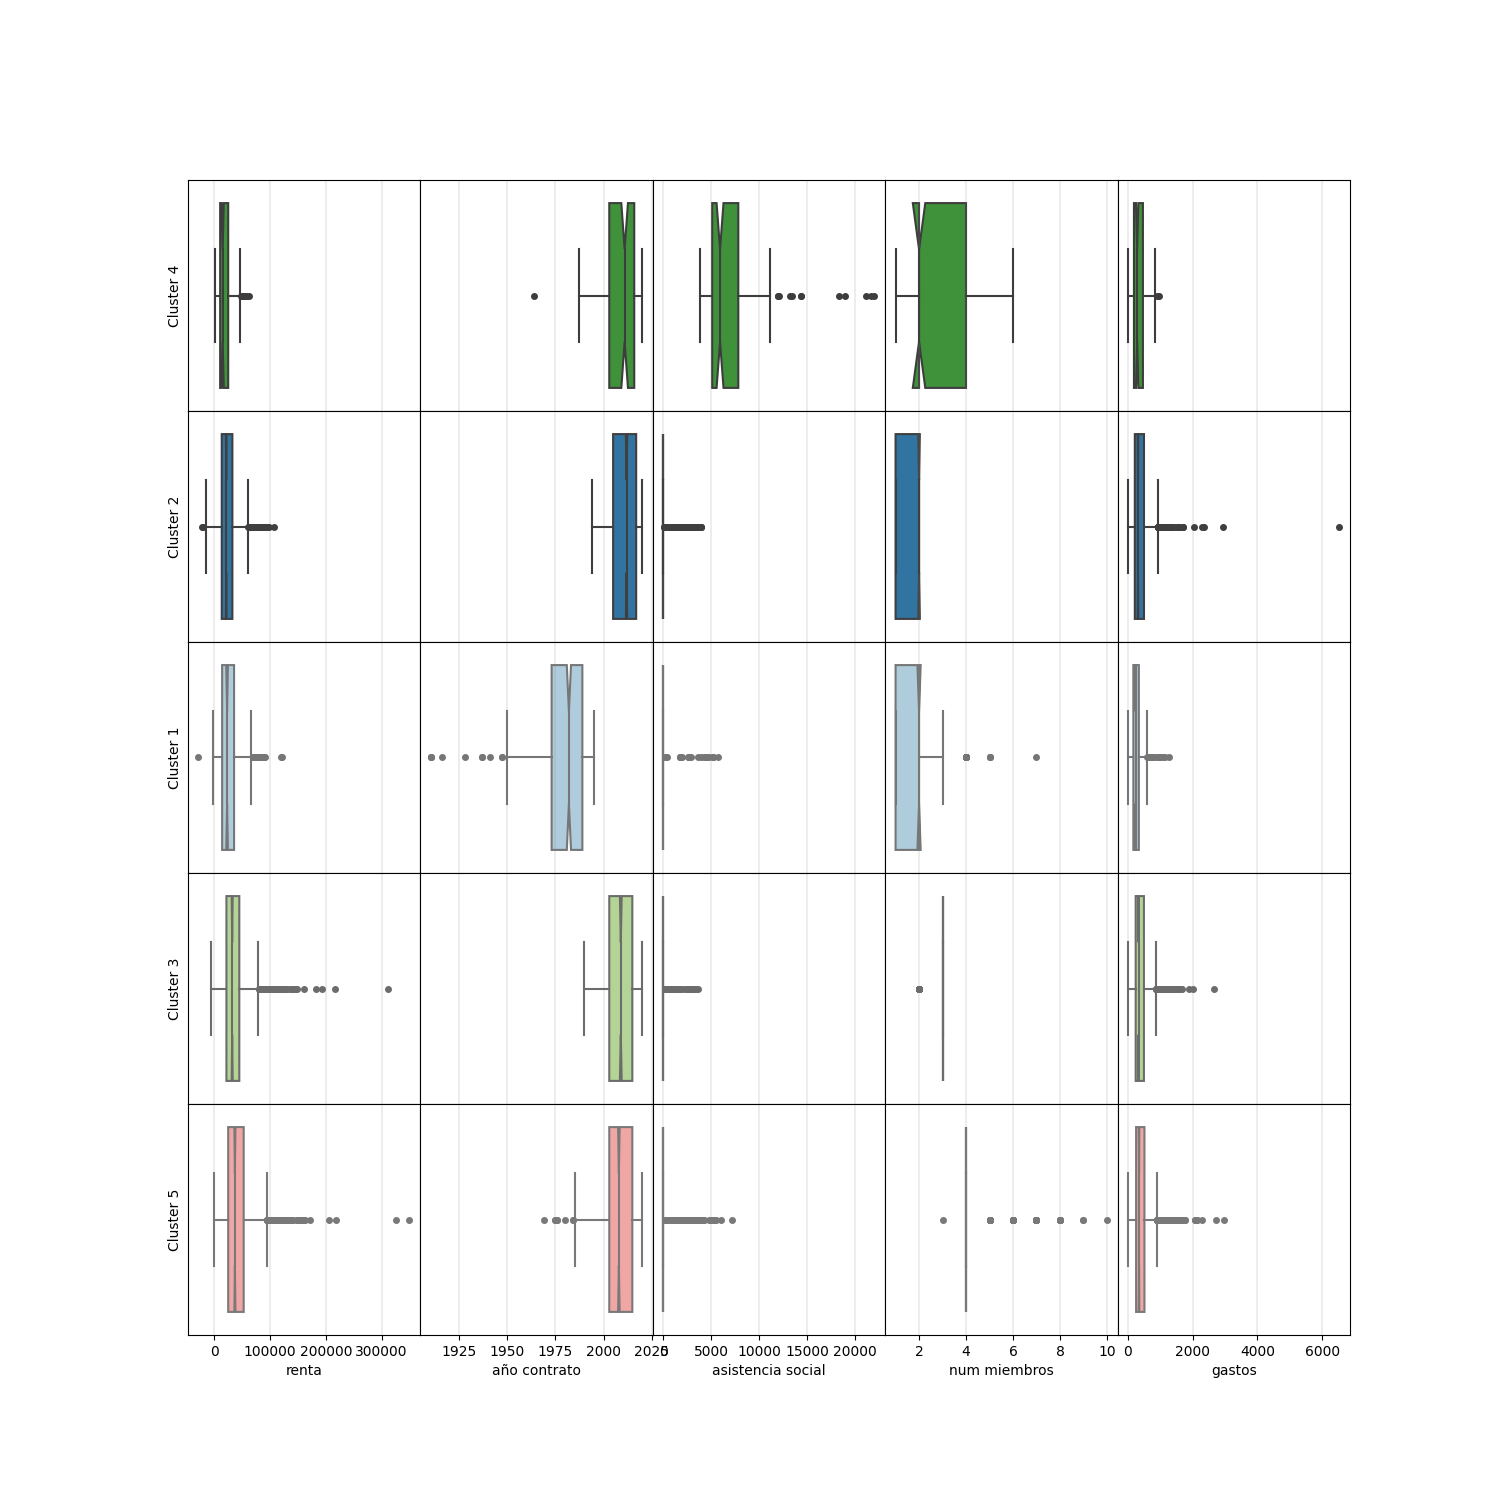 Cluster 4
Cluster 2
Cluster 1
Cluster 3
Cluster 5
0 100000 200000 300000
renta
1925 1950 1975 2000 2025
año contrato
0 5000 10000 15000 20000
asistencia social
2 4 6 8 10
num miembros
0 2000 4000 6000
gastos